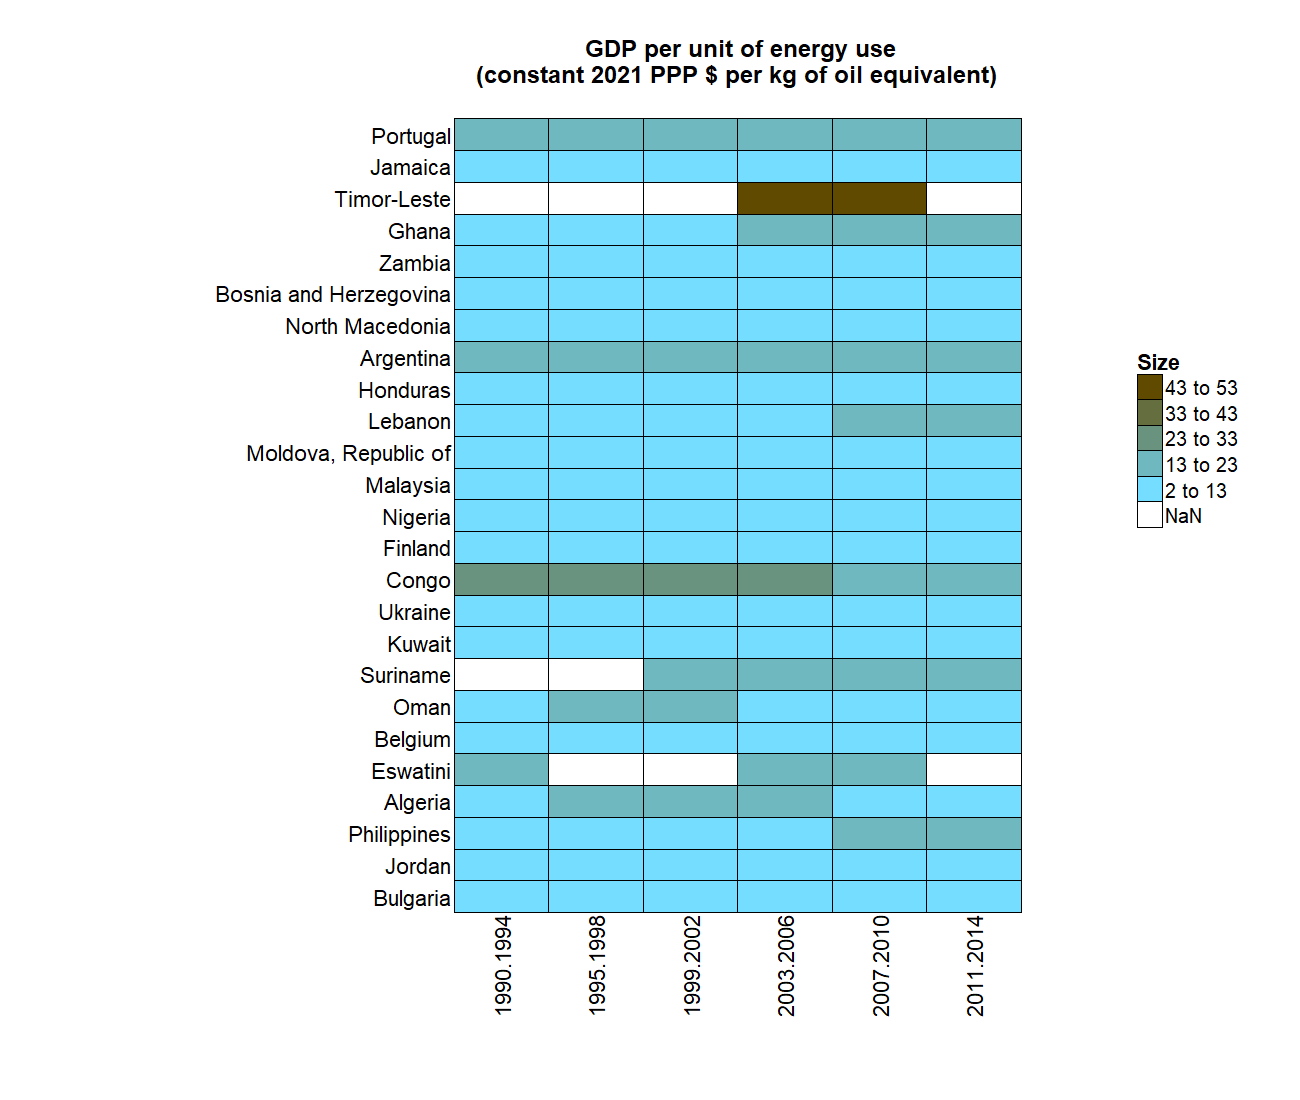 GDP per unit of energy use
(constant 2021 PPP $ per kg of oil equivalent)
Portugal
Jamaica
Timor-Leste
Ghana
Zambia
Bosnia and Herzegovina
North Macedonia
Argentina
Honduras
Lebanon
Moldova, Republic of
Malaysia
Nigeria
Finland
Congo
Ukraine
Kuwait
Suriname
Oman
Belgium
Eswatini
Algeria
Philippines
Jordan
Bulgaria
1990.1994
1995.1998
1999.2002
2003.2006
2007.2010
2011.2014
Size
43 to 53
33 to 43
23 to 33
13 to 23
2 to 13
NaN